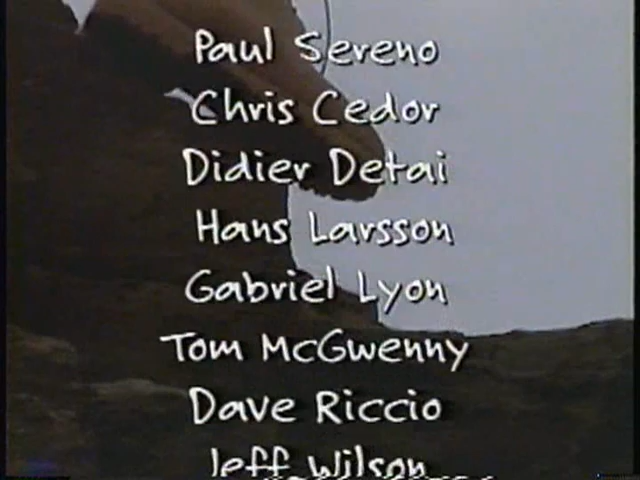 Paul Sereno
Chris Cedor
Didier Detai
Hans Larsson
Gabriel Lyon
Tom McGwenny
Dave Riccio
Jeff Wilson